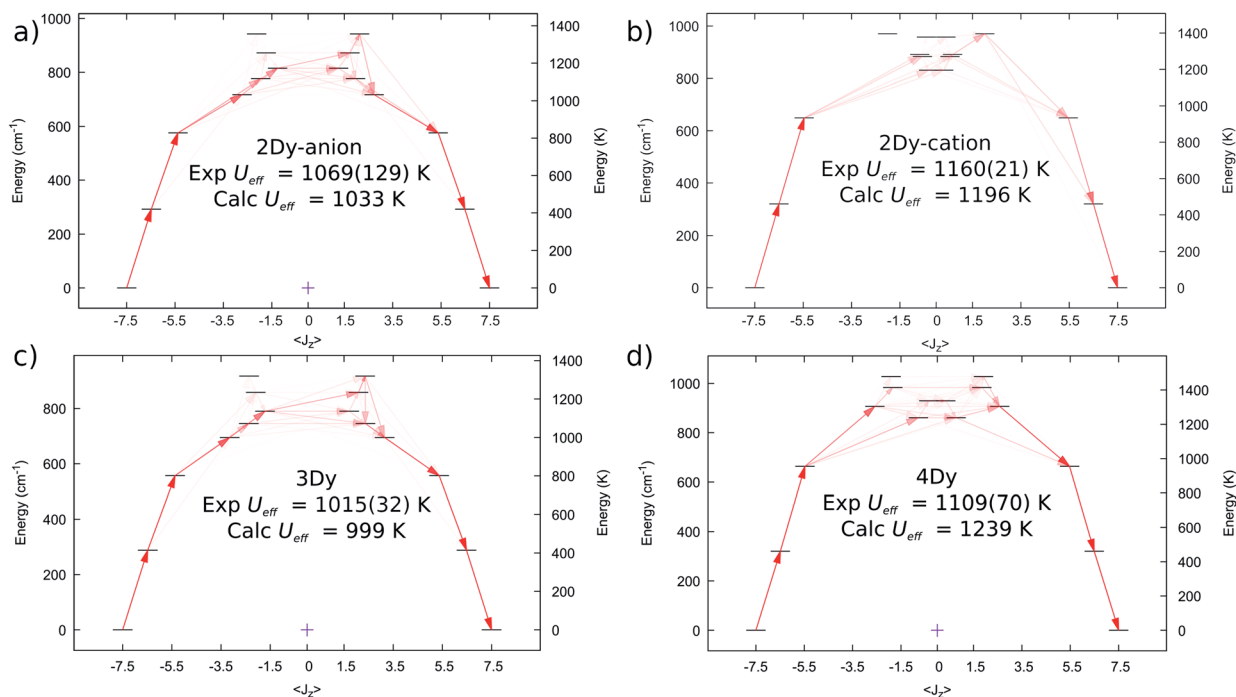 a)
Energy (cm⁻¹)
1000
800
600
400
200
0
2Dy-anion
Exp Ueff = 1069(129) K
Calc Ueff = 1033 K
1400
1200
1000
800
600
400
200
0
Energy (K)
-7.5 -5.5 -3.5 -1.5 0 1.5 3.5 5.5 7.5
<Jz>
b)
Energy (cm⁻¹)
1000
800
600
400
200
0
2Dy-cation
Exp Ueff = 1160(21) K
Calc Ueff = 1196 K
1400
1200
1000
800
600
400
200
0
Energy (K)
-7.5 -5.5 -3.5 -1.5 0 1.5 3.5 5.5 7.5
<Jz>
c)
Energy (cm⁻¹)
800
600
400
200
0
3Dy
Exp Ueff = 1015(32) K
Calc Ueff = 999 K
1400
1200
1000
800
600
400
200
0
Energy (K)
-7.5 -5.5 -3.5 -1.5 0 1.5 3.5 5.5 7.5
<Jz>
d)
Energy (cm⁻¹)
1000
800
600
400
200
0
4Dy
Exp Ueff = 1109(70) K
Calc Ueff = 1239 K
1400
1200
1000
800
600
400
200
0
Energy (K)
-7.5 -5.5 -3.5 -1.5 0 1.5 3.5 5.5 7.5
<Jz>